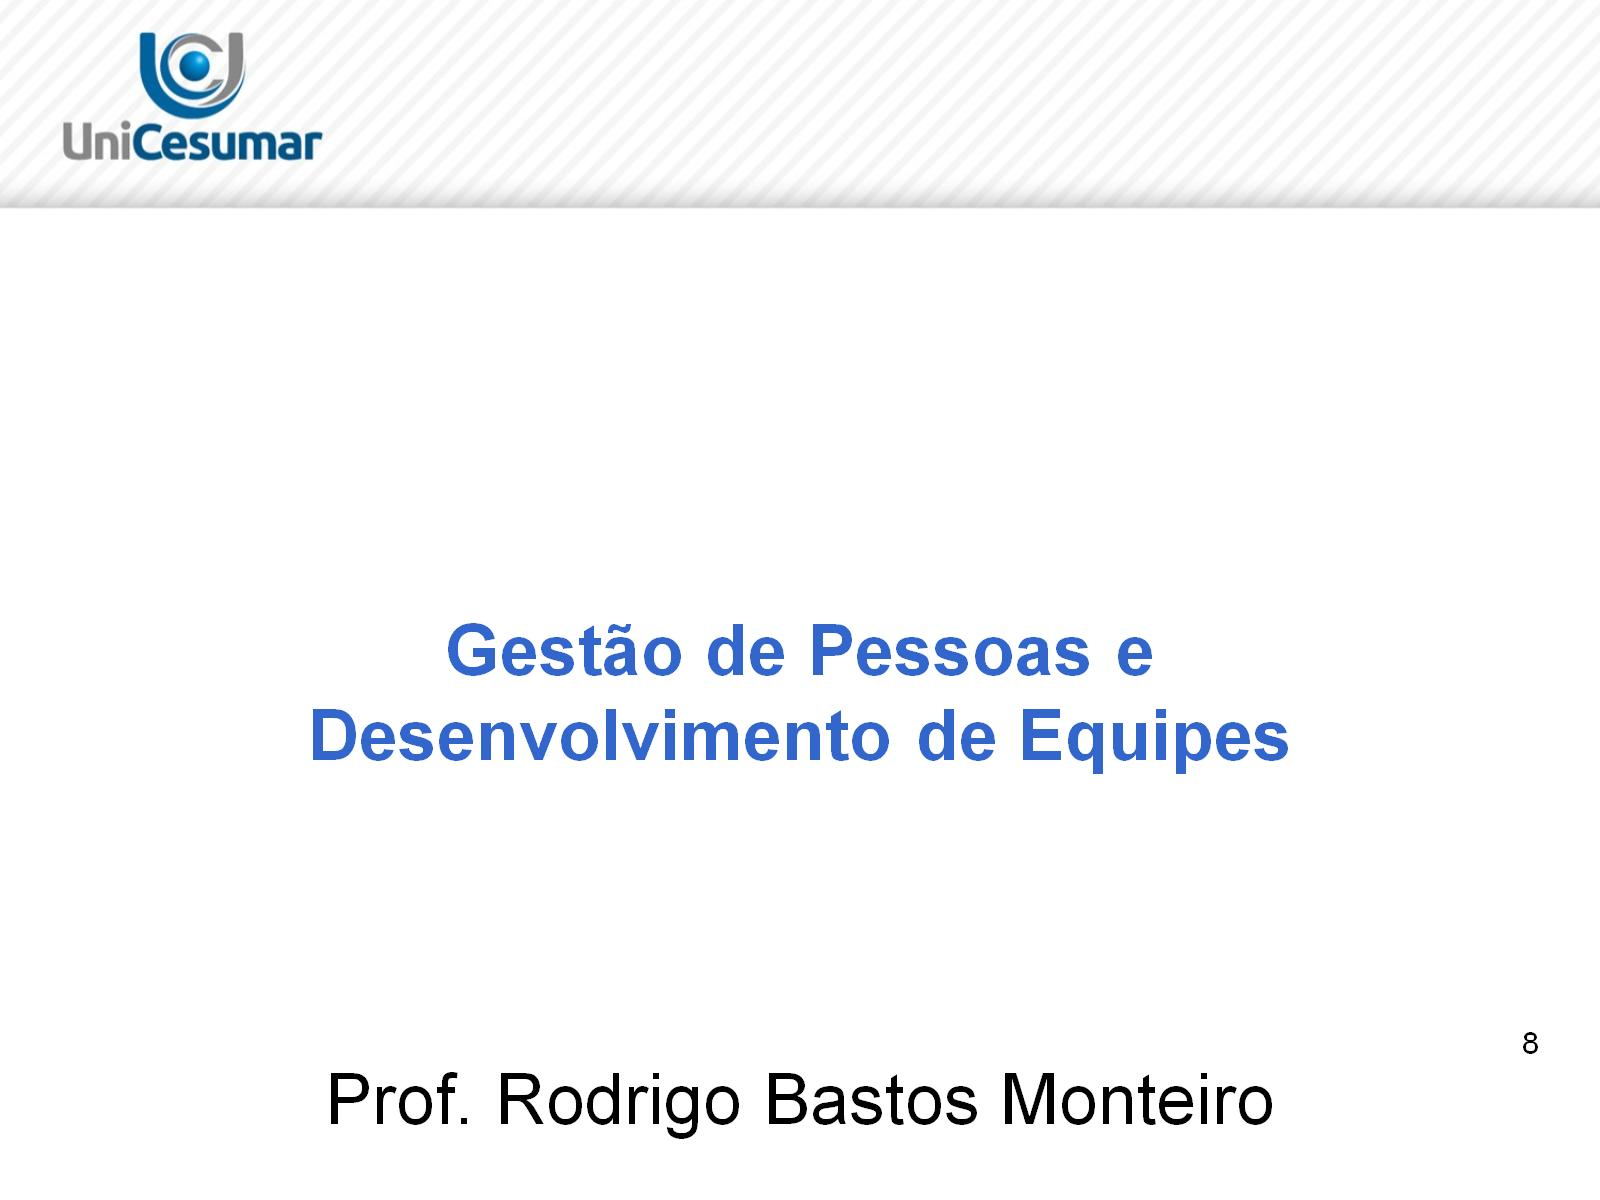 UniCesumar
Gestão de Pessoas e
Desenvolvimento de Equipes
8
Prof. Rodrigo Bastos Monteiro